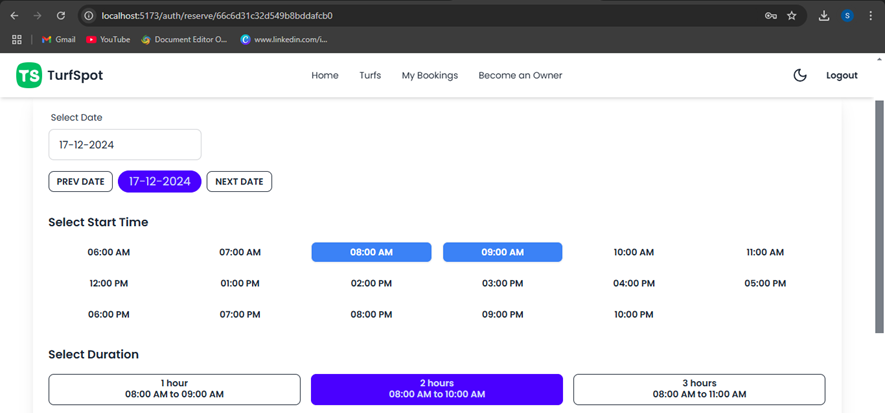 localhost:5173/auth/reserve/66c6d31c32d549b8bddafcb0
S
Gmail YouTube Document Editor O... www.linkedin.com/i...
TS TurfSpot Home Turfs My Bookings Become an Owner Logout
Select Date
17-12-2024
PREV DATE 17-12-2024 NEXT DATE
Select Start Time
06:00 AM 07:00 AM 08:00 AM 09:00 AM 10:00 AM 11:00 AM
12:00 PM 01:00 PM 02:00 PM 03:00 PM 04:00 PM 05:00 PM
06:00 PM 07:00 PM 08:00 PM 09:00 PM 10:00 PM
Select Duration
1 hour 2 hours 3 hours
08:00 AM to 09:00 AM 08:00 AM to 10:00 AM 08:00 AM to 11:00 AM